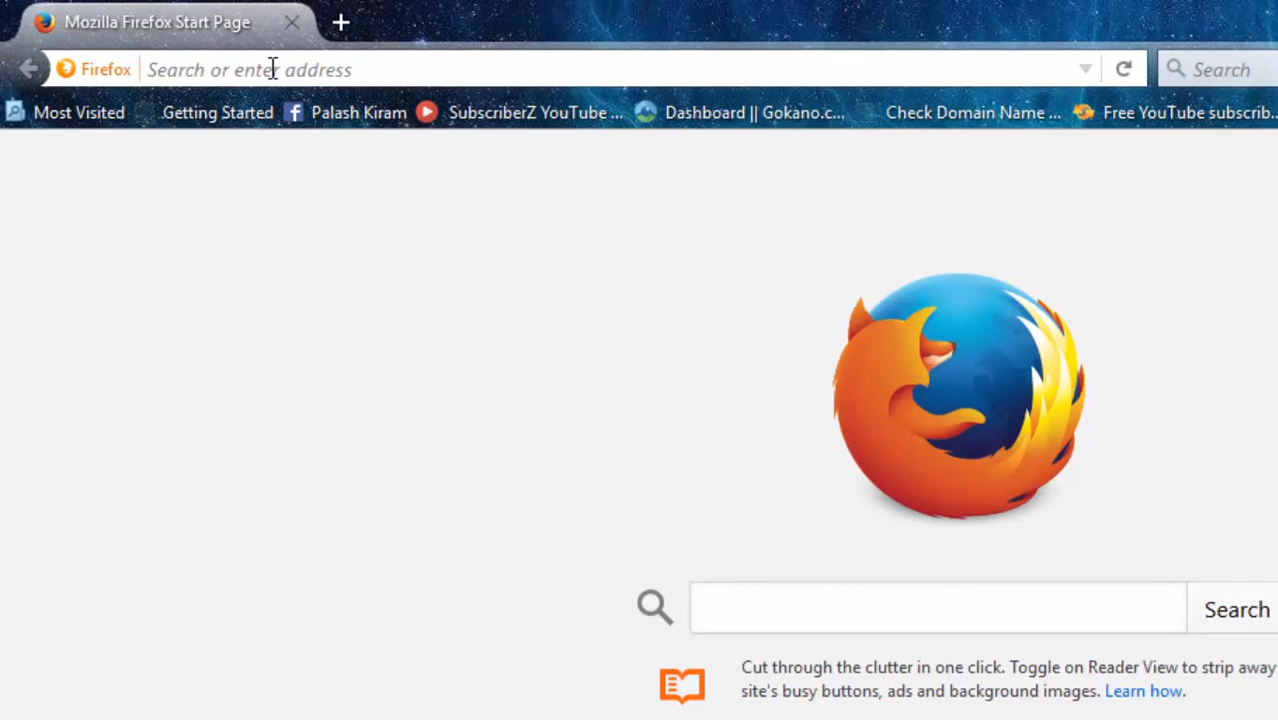 Mozilla Firefox Start Page
Firefox Search or enter address Search
Most Visited Getting Started Palash Kiram SubscriberZ YouTube ... Dashboard || Gokano.c... Check Domain Name ... Free YouTube subscrib...
Search
Cut through the clutter in one click. Toggle on Reader View to strip away
site's busy buttons, ads and background images. Learn how.